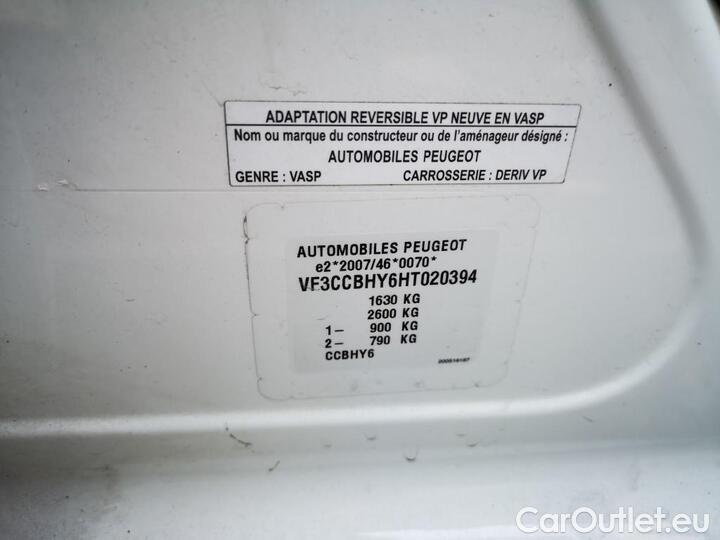 ADAPTATION REVERSIBLE VP NEUVE EN VASP
Nom ou marque du constructeur ou de l'aménageur désigné :
AUTOMOBILES PEUGEOT
GENRE : VASP CARROSSERIE : DERIV VP
AUTOMOBILES PEUGEOT
e2*2007/46*0070*
VF3CCBHY6HT020394
1630 KG
2600 KG
1- 900 KG
2- 790 KG
CCBHY6
CarOutlet.eu